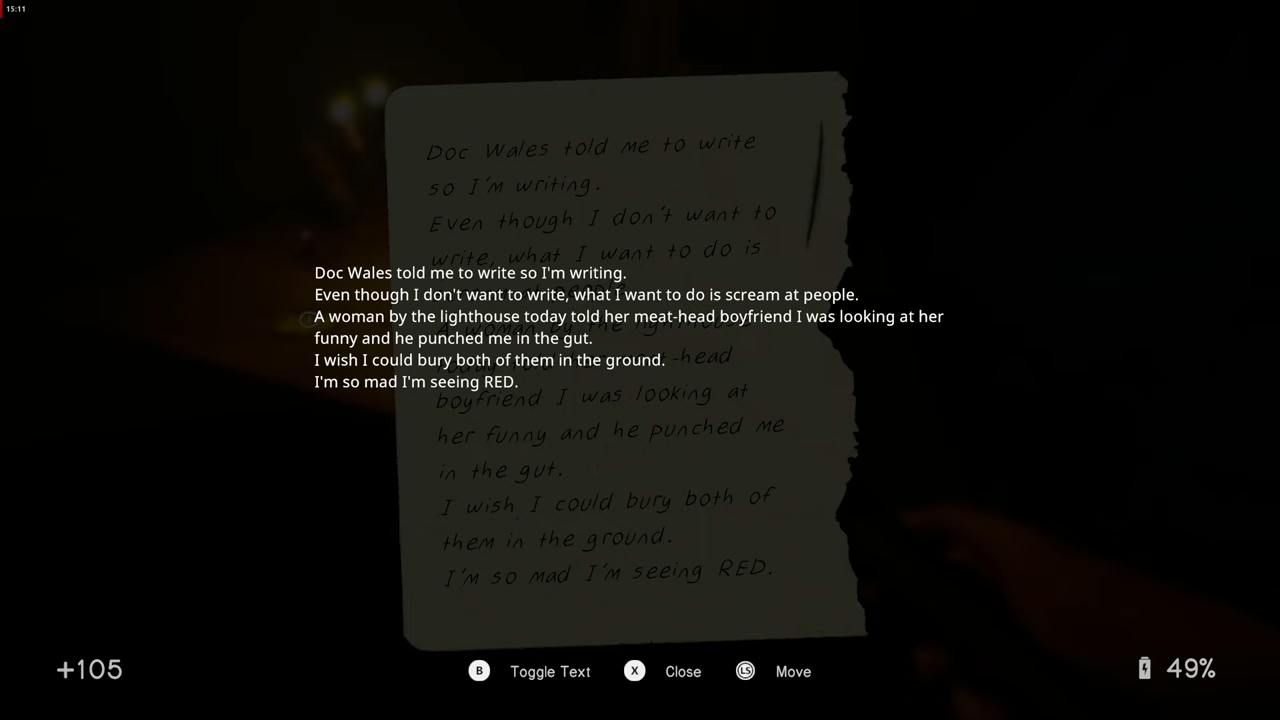 15:11
Doc Wales told me to write
so I'm writing.
Even though I don't want to
write, what I want to do is
Doc Wales told me to write so I'm writing.
Even though I don't want to write, what I want to do is scream at people.
A woman by the lighthouse today told her meat-head boyfriend I was looking at her
funny and he punched me in the gut.
I wish I could bury both of them in the ground.
I'm so mad I'm seeing RED.
boyfriend I was looking at
her funny and he punched me
in the gut.
I wish I could bury both of
them in the ground.
I'm so mad I'm seeing RED.
+105
B Toggle Text X Close LS Move
49%